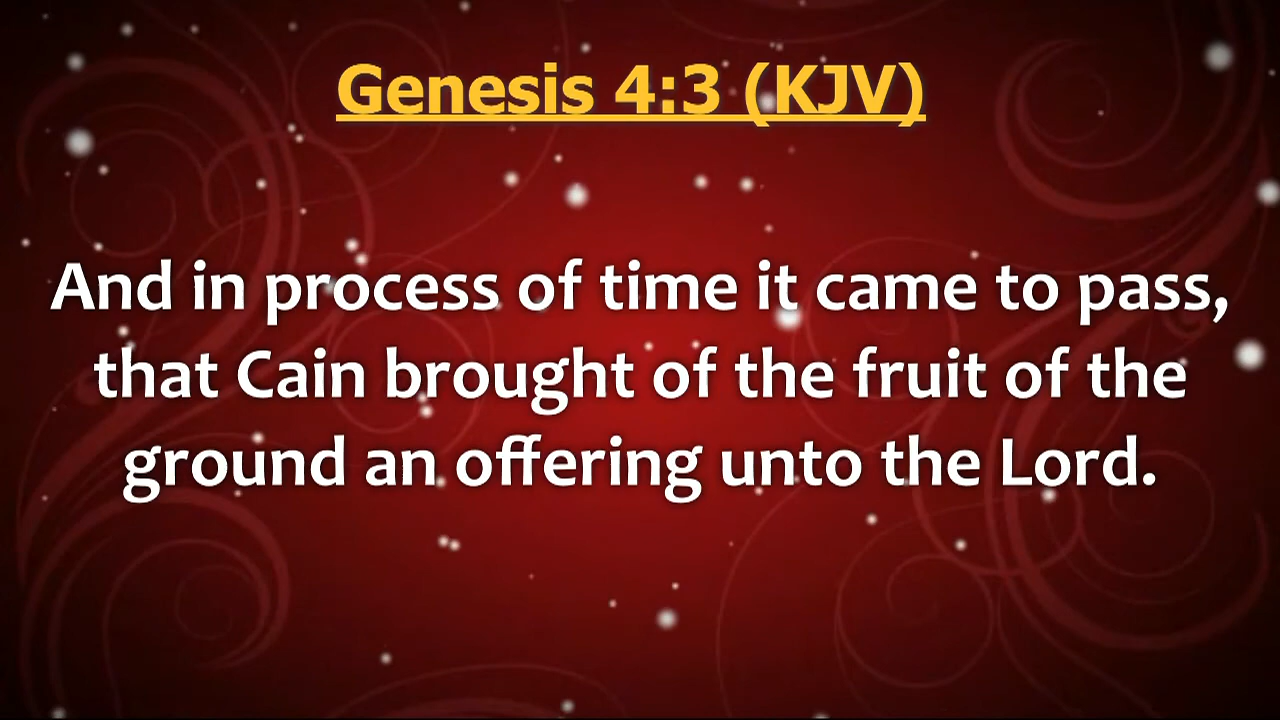 Genesis 4:3 (KJV)
And in process of time it came to pass,
that Cain brought of the fruit of the
ground an offering unto the Lord.